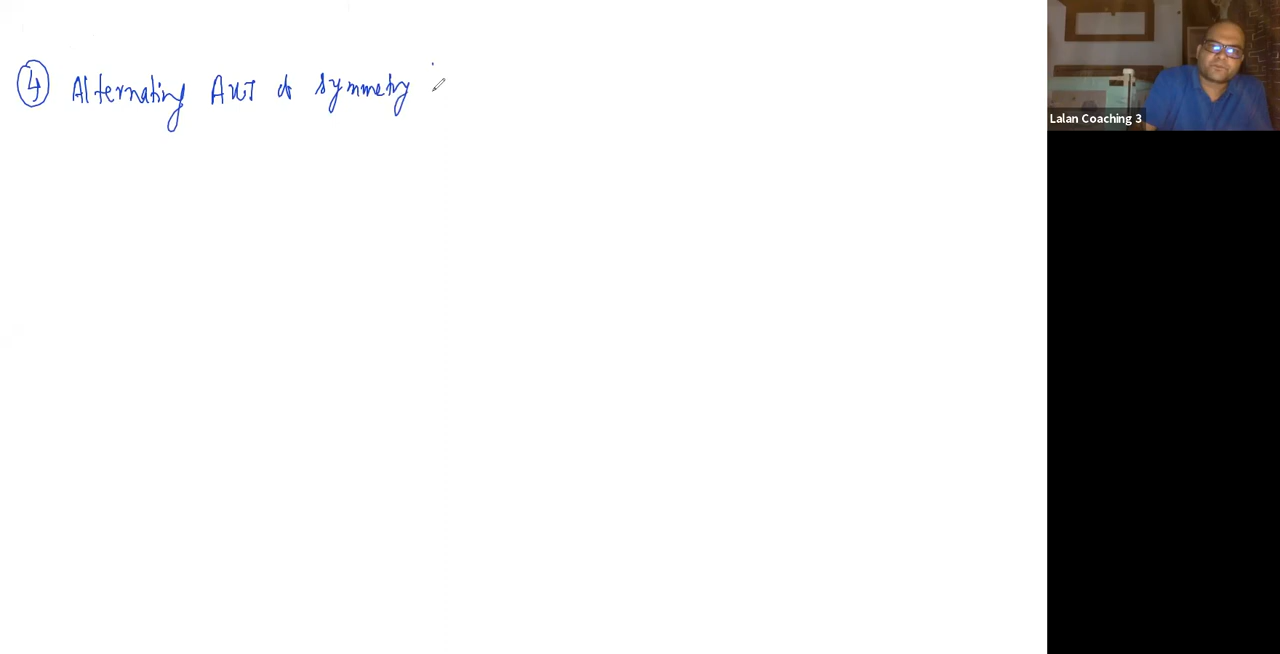 ④ Alternating Axis of symmetry :
Lalan Coaching 3